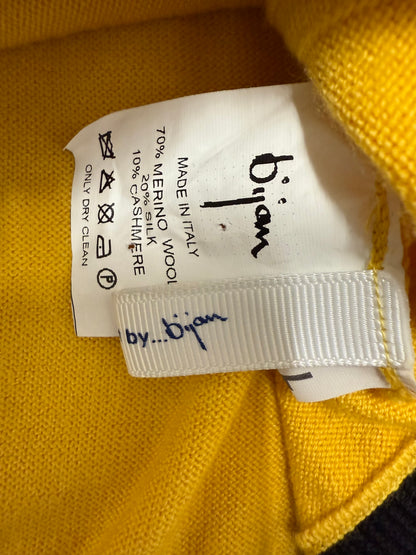 bijan
MADE IN ITALY
70% MERINO WOOL
20% SILK
10% CASHMERE
ONLY DRY CLEAN
P
by...bijan